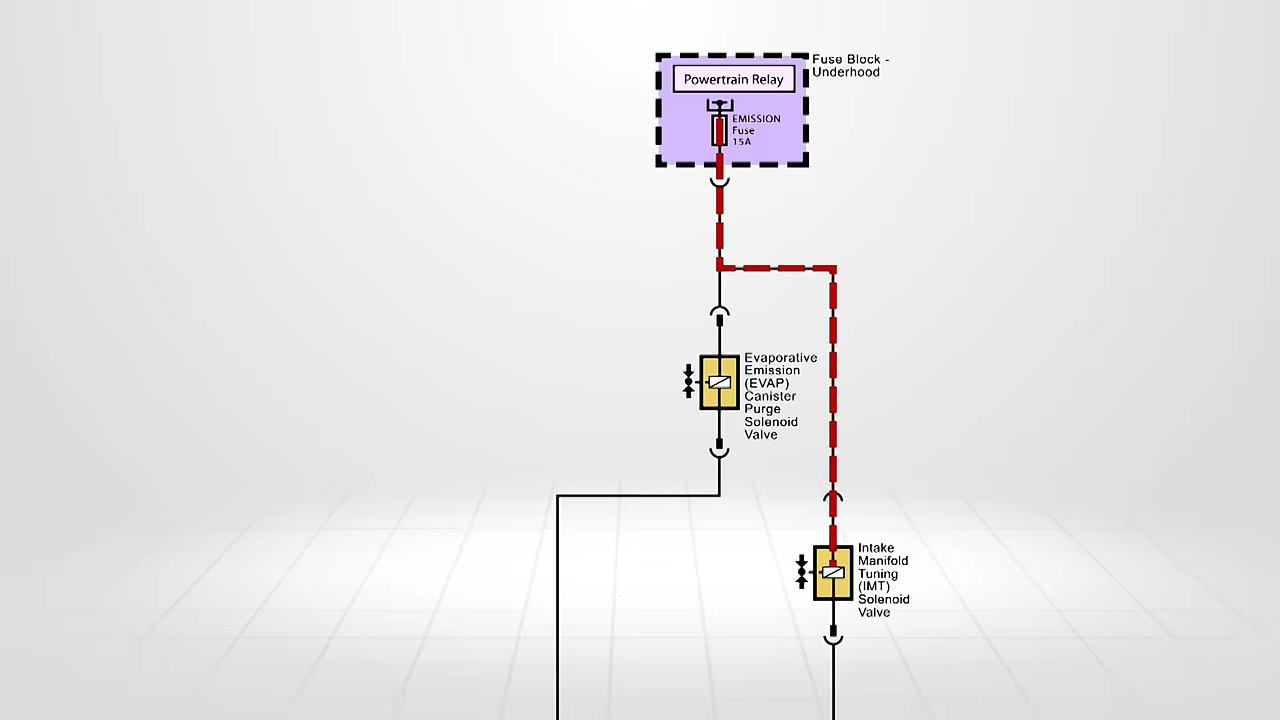 Fuse Block -
Underhood
Powertrain Relay
EMISSION
Fuse
15A
Evaporative
Emission
(EVAP)
Canister
Purge
Solenoid
Valve
Intake
Manifold
Tuning
(IMT)
Solenoid
Valve